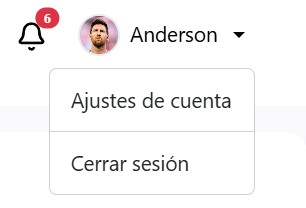 6
Anderson
Ajustes de cuenta
Cerrar sesión